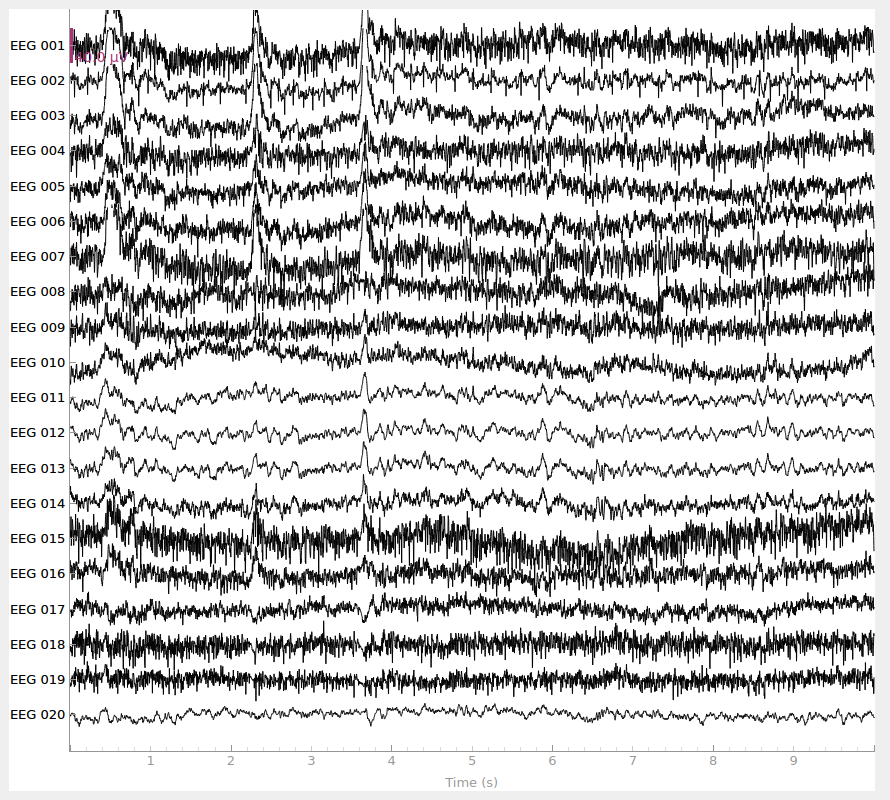 EEG 001
EEG 002
EEG 003
EEG 004
EEG 005
EEG 006
EEG 007
EEG 008
EEG 009
EEG 010
EEG 011
EEG 012
EEG 013
EEG 014
EEG 015
EEG 016
EEG 017
EEG 018
EEG 019
EEG 020
1 2 3 4 5 6 7 8 9
Time (s)